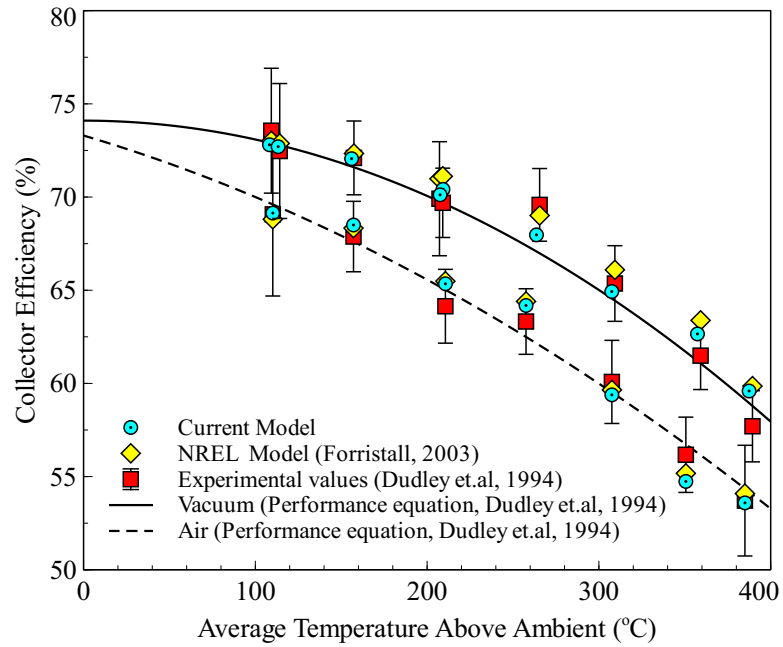 80
75
70
65
60
55
50
Collector Efficiency (%)
Current Model
NREL Model (Forristall, 2003)
Experimental values (Dudley et.al, 1994)
Vacuum (Performance equation, Dudley et.al, 1994)
Air (Performance equation, Dudley et.al, 1994)
0
100
200
300
400
Average Temperature Above Ambient (°C)